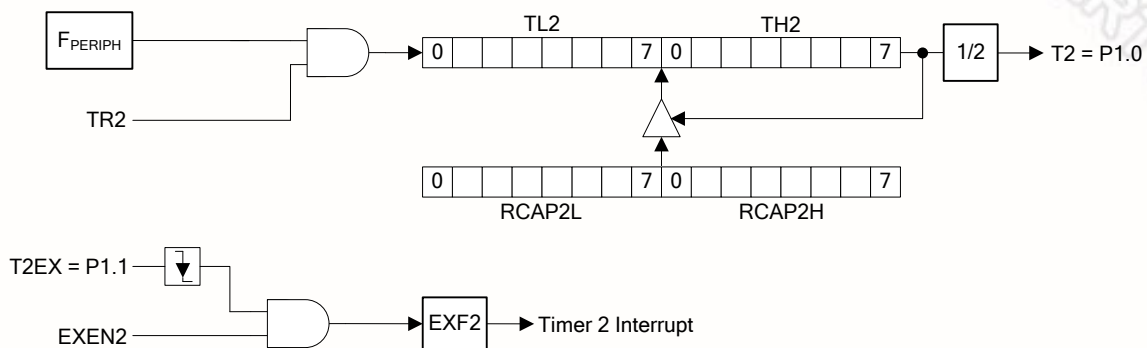 TL2 TH2
F_PERIPH 0 7 0 7 1/2 T2 = P1.0
TR2
0 7 0 7
RCAP2L RCAP2H
T2EX = P1.1
EXF2 Timer 2 Interrupt
EXEN2